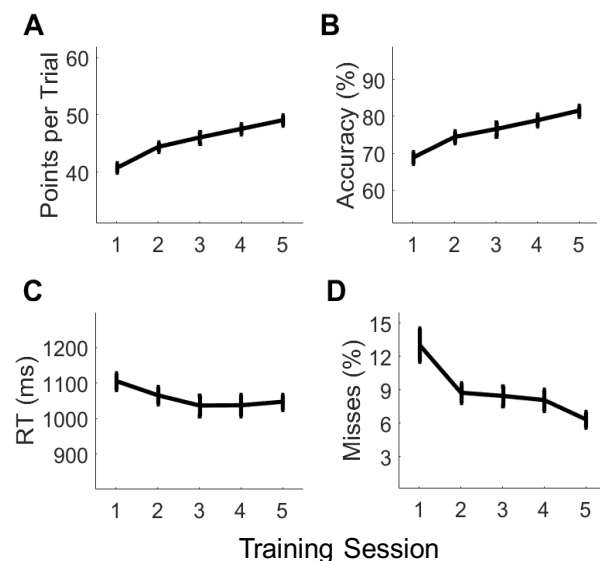 A
B
Points per Trial
60
50
40
1 2 3 4 5
Accuracy (%)
90
80
70
60
1 2 3 4 5
C
D
RT (ms)
1200
1100
1000
900
1 2 3 4 5
Misses (%)
15
12
9
6
3
1 2 3 4 5
Training Session